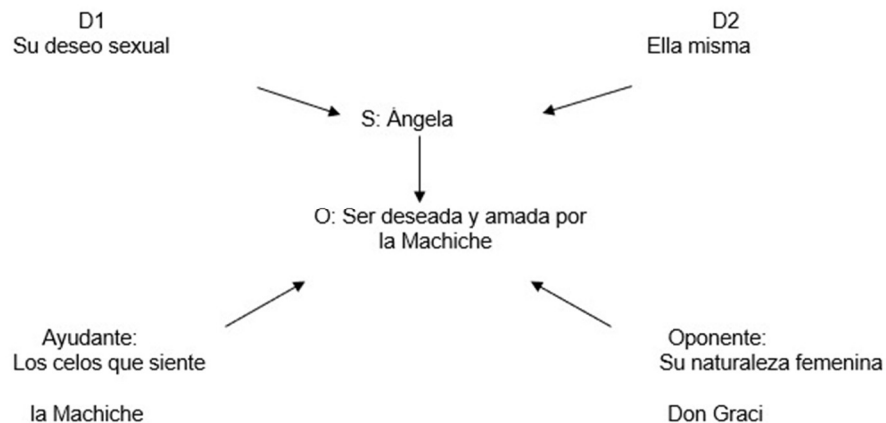 D1
Su deseo sexual
D2
Ella misma
S: Ángela
O: Ser deseada y amada por
la Machiche
Ayudante:
Los celos que siente
la Machiche
Oponente:
Su naturaleza femenina
Don Graci